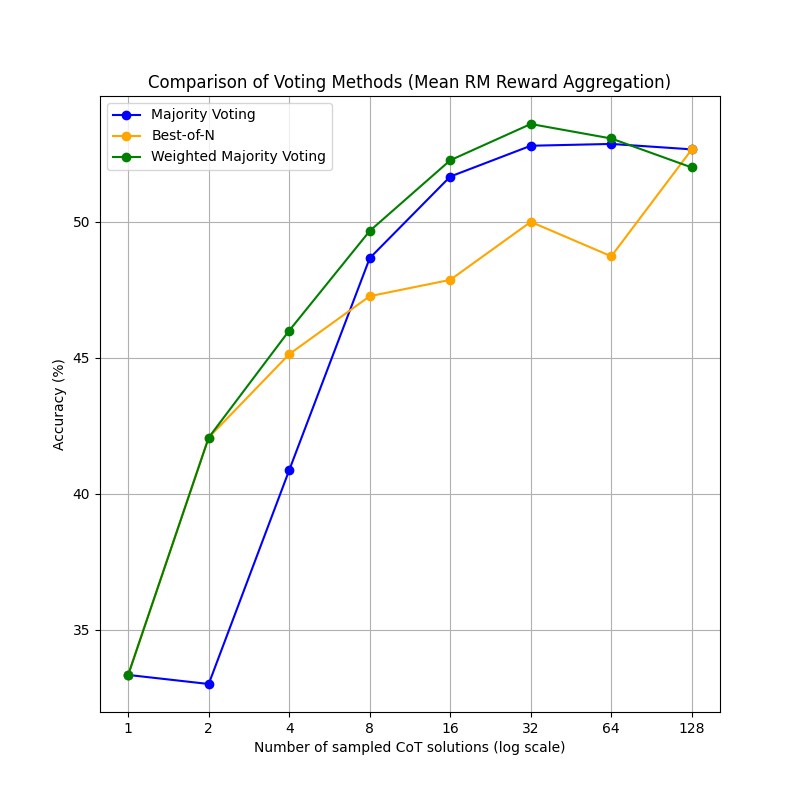 Comparison of Voting Methods (Mean RM Reward Aggregation)
Majority Voting
Best-of-N
Weighted Majority Voting
Accuracy (%)
50
45
40
35
1 2 4 8 16 32 64 128
Number of sampled CoT solutions (log scale)